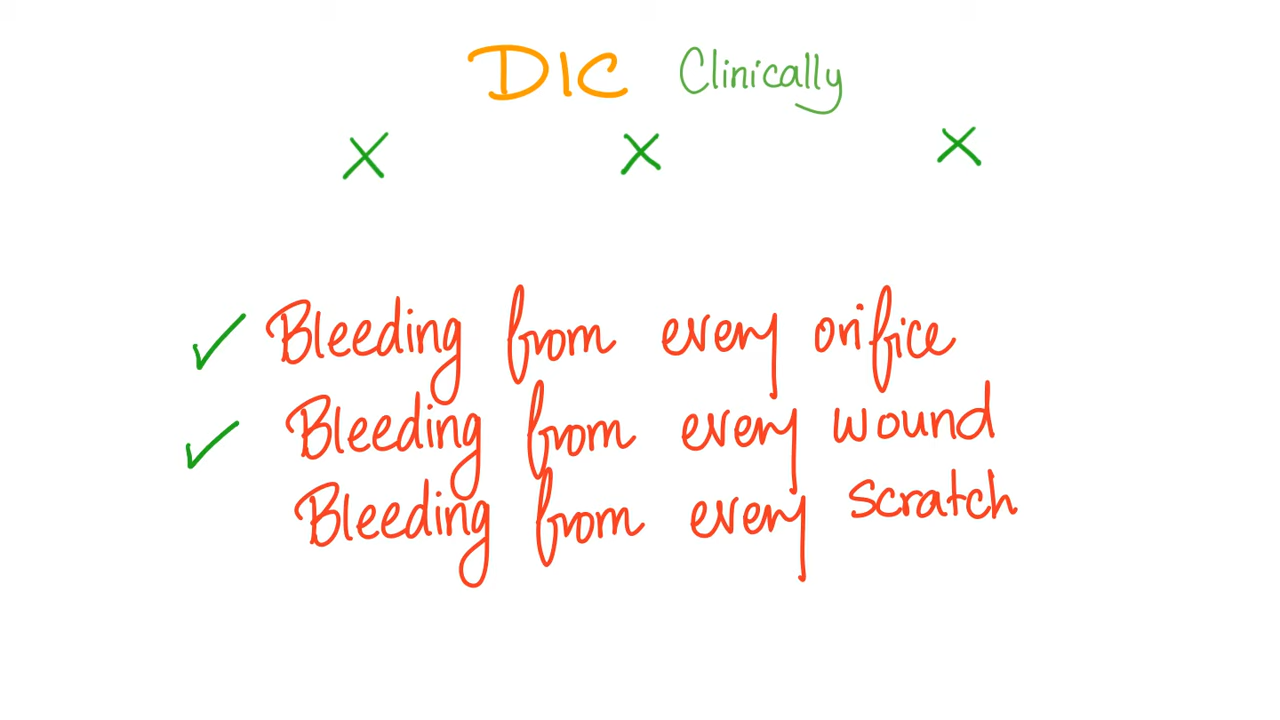 DIC Clinically
X X X
✓ Bleeding from every orifice
✓ Bleeding from every wound
Bleeding from every scratch